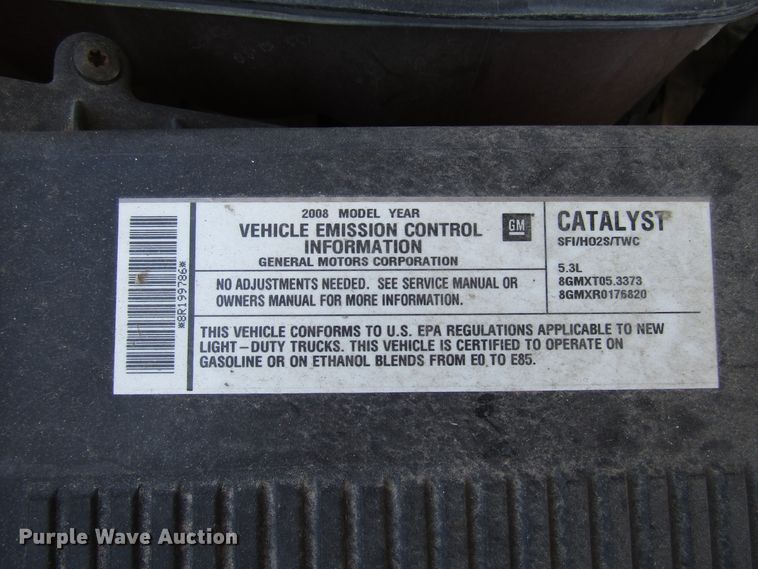 *8R199786*
2008 MODEL YEAR
VEHICLE EMISSION CONTROL
INFORMATION
GENERAL MOTORS CORPORATION
GM
NO ADJUSTMENTS NEEDED. SEE SERVICE MANUAL OR
OWNERS MANUAL FOR MORE INFORMATION.
CATALYST
SFI/HO2S/TWC
5.3L
8GMXT05.3373
8GMXR0176820
THIS VEHICLE CONFORMS TO U.S. EPA REGULATIONS APPLICABLE TO NEW
LIGHT-DUTY TRUCKS. THIS VEHICLE IS CERTIFIED TO OPERATE ON
GASOLINE OR ON ETHANOL BLENDS FROM E0 TO E85.
Purple Wave Auction®